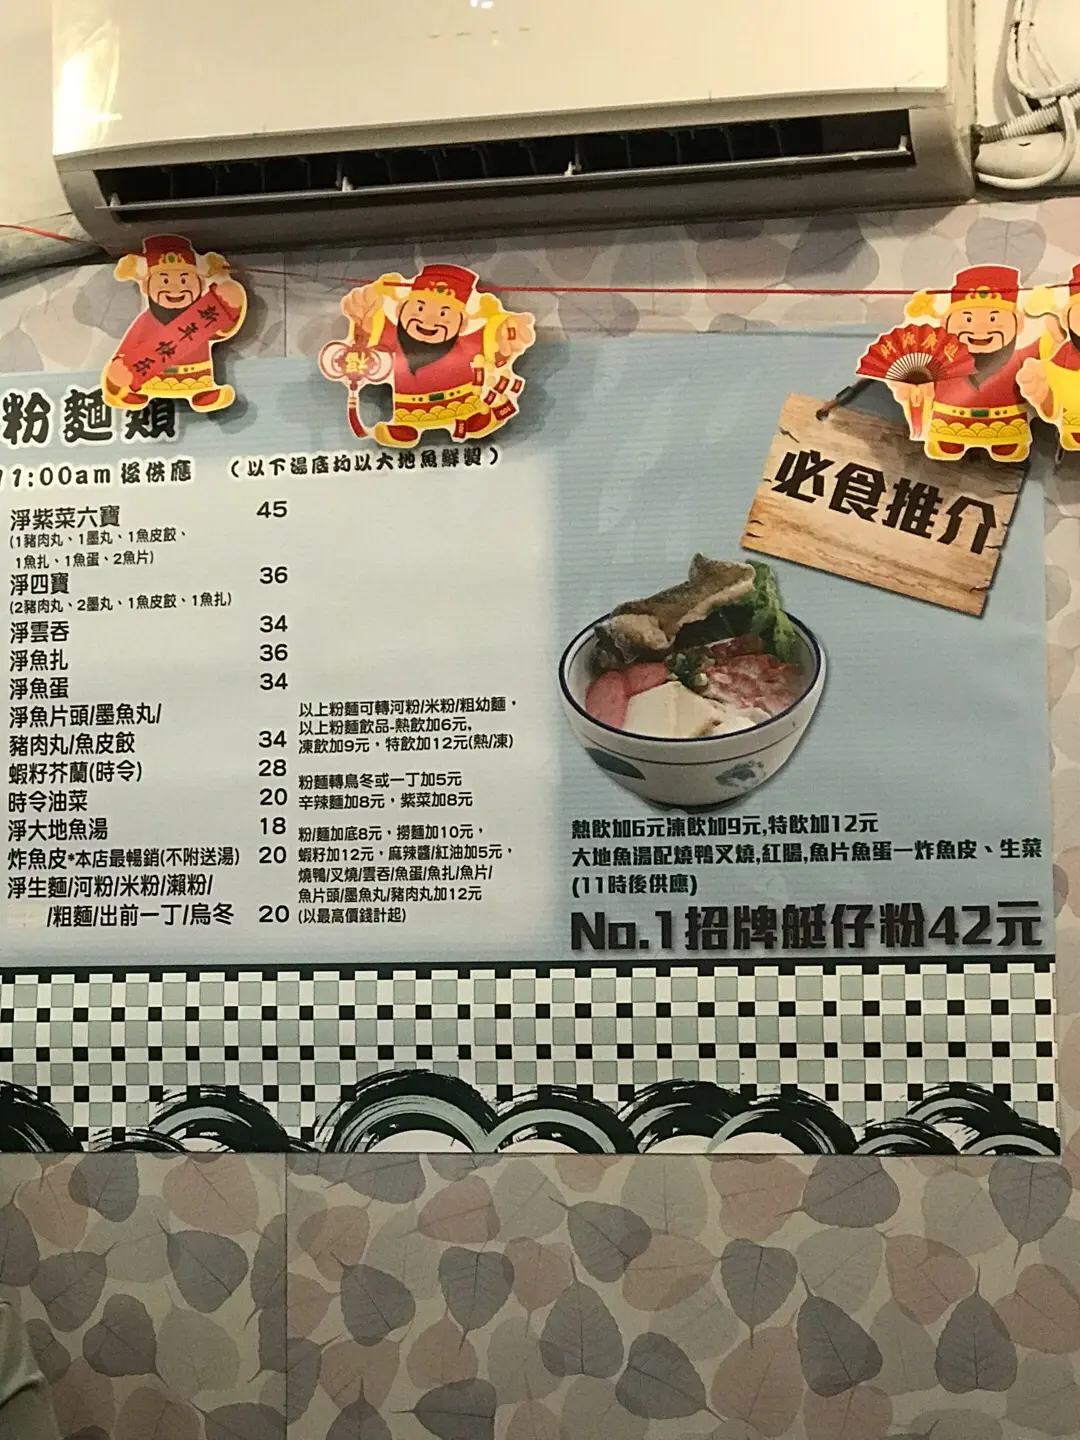 新年快乐
福
財源廣進
粉麵類
11:00am 後供應 （以下湯底均以大地魚鮮製）
淨紫菜六寶 45
(1豬肉丸、1墨丸、1魚皮餃、
1魚扎、1魚蛋、2魚片)
淨四寶 36
(2豬肉丸、2墨丸、1魚皮餃、1魚扎)
淨雲吞 34
淨魚扎 36
淨魚蛋 34
淨魚片頭/墨魚丸/
豬肉丸/魚皮餃 34
蝦籽芥蘭(時令) 28
時令油菜 20
淨大地魚湯 18
炸魚皮*本店最暢銷(不附送湯) 20
淨生麵/河粉/米粉/瀨粉/
/粗麵/出前一丁/烏冬 20
以上粉麵可轉河粉/米粉/粗幼麵，
以上粉麵飲品-熱飲加6元,
凍飲加9元，特飲加12元(熱/凍)
粉麵轉烏冬或一丁加5元
辛辣麵加8元，紫菜加8元
粉/麵加底8元，撈麵加10元，
蝦籽加12元，麻辣醬/紅油加5元，
燒鴨/叉燒/雲吞/魚蛋/魚扎/魚片/
魚片頭/墨魚丸/豬肉丸加12元
(以最高價錢計起)
必食推介
熱飲加6元凍飲加9元,特飲加12元
大地魚湯配燒鴨叉燒,紅腸,魚片魚蛋一炸魚皮、生菜
(11時後供應)
No.1招牌艇仔粉42元